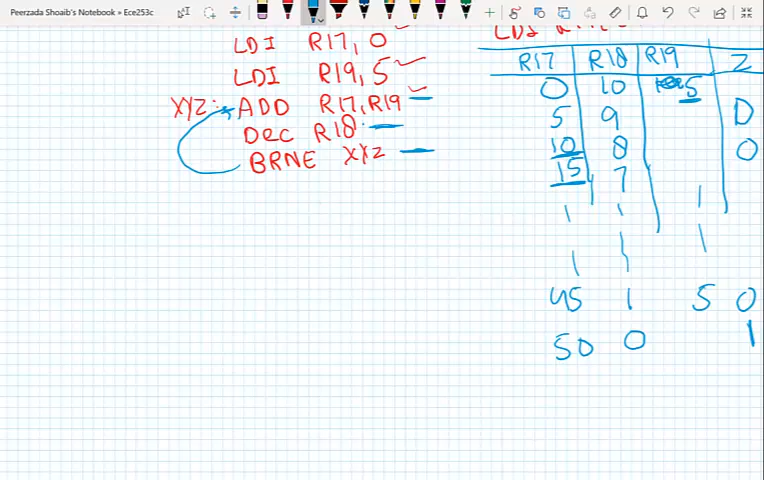 Peerzada Shoaib's Notebook » Ece253c
LDI R17, 0
LDI R19, 5
XYZ: ADD R17, R19
Dec R18
BRNE XYZ
LDI
R17 R18 R19 Z
0 10 5
5 9 0
10 8 0
15 7
45 1 5 0
50 0 1